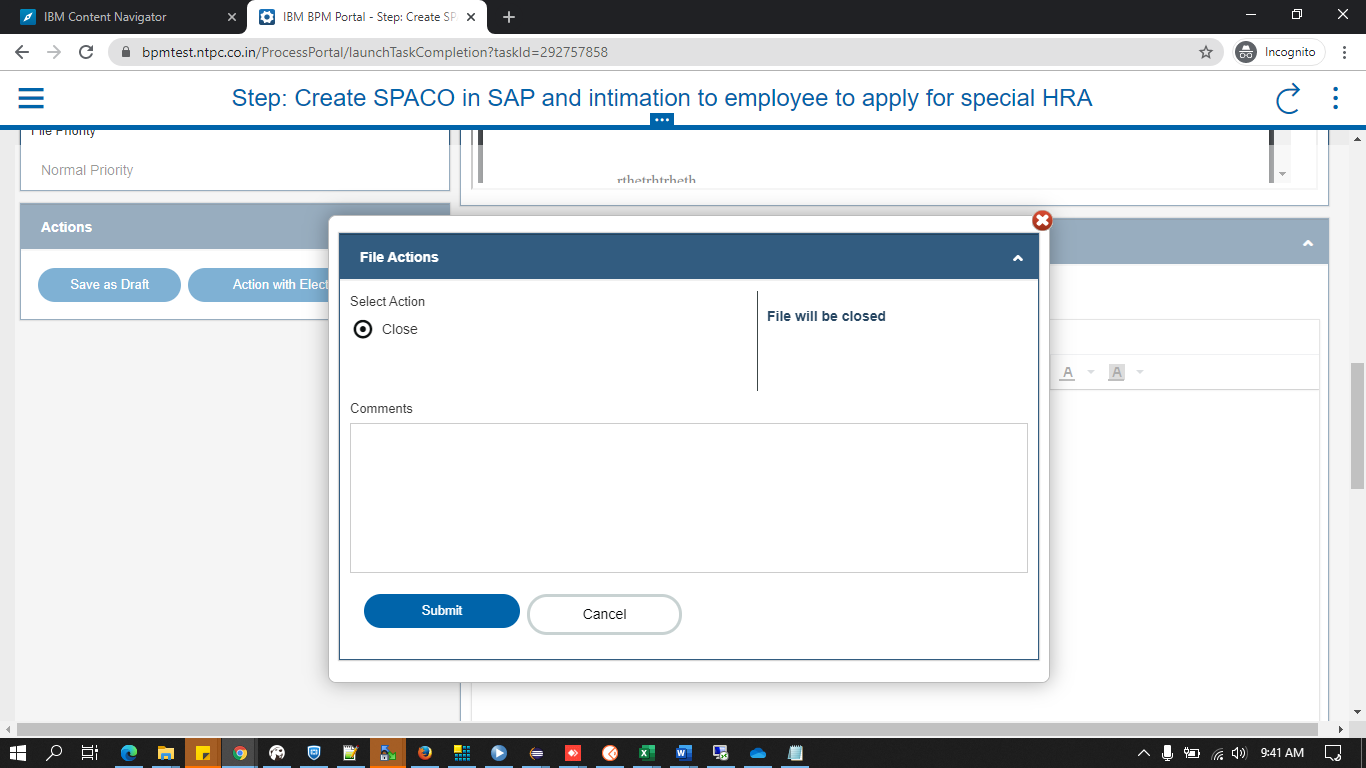 IBM Content Navigator
IBM BPM Portal - Step: Create SP
bpmtest.ntpc.co.in/ProcessPortal/launchTaskCompletion?taskId=292757858
Incognito
Step: Create SPACO in SAP and intimation to employee to apply for special HRA
File Priority
Normal Priority
rthetrhtrheth
Actions
Save as Draft
Action with Elect
File Actions
Select Action
Close
File will be closed
A
A
Comments
Submit
Cancel
9:41 AM